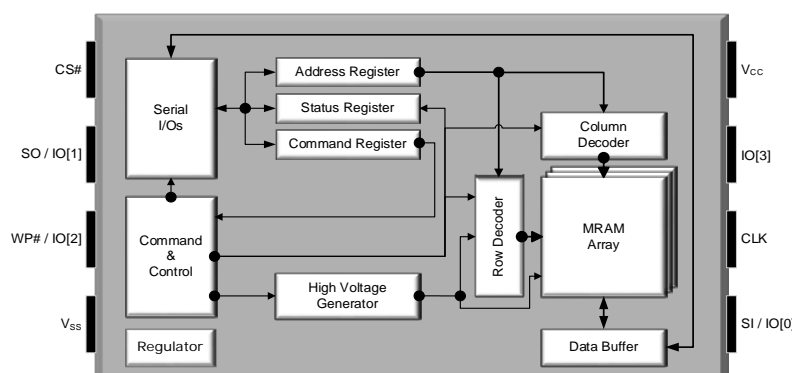 CS#
SO / IO[1]
WP# / IO[2]
VSS
Serial
I/Os
Command
&
Control
Regulator
Address Register
Status Register
Command Register
High Voltage
Generator
Row Decoder
Column
Decoder
MRAM
Array
Data Buffer
VCC
IO[3]
CLK
SI / IO[0]